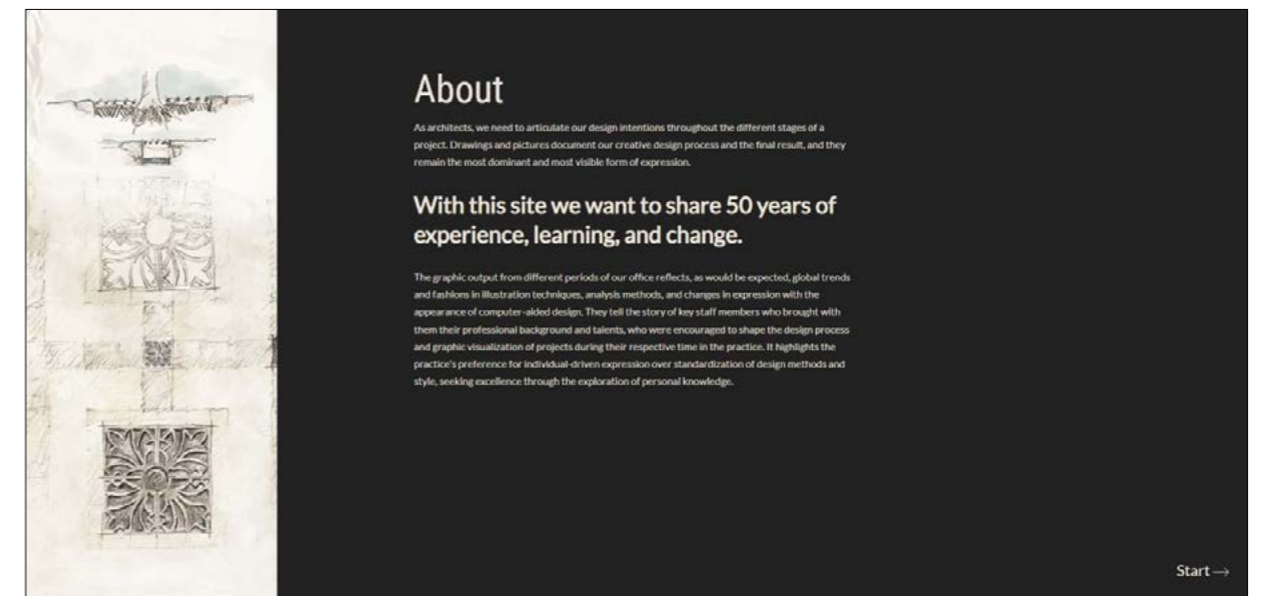 About
As architects, we need to articulate our design intentions throughout the different stages of a
project. Drawings and pictures document our creative design process and the final result, and they
remain the most dominant and most visible form of expression.
With this site we want to share 50 years of
experience, learning, and change.
The graphic output from different periods of our office reflects, as would be expected, global trends
and fashions in illustration techniques, analysis methods, and changes in expression with the
appearance of computer-aided design. They tell the story of key staff members who brought with
them their professional background and talents, who were encouraged to shape the design process
and graphic visualization of projects during their respective time in the practice. It highlights the
practice's preference for individual-driven expression over standardization of design methods and
style, seeking excellence through the exploration of personal knowledge.
Start →